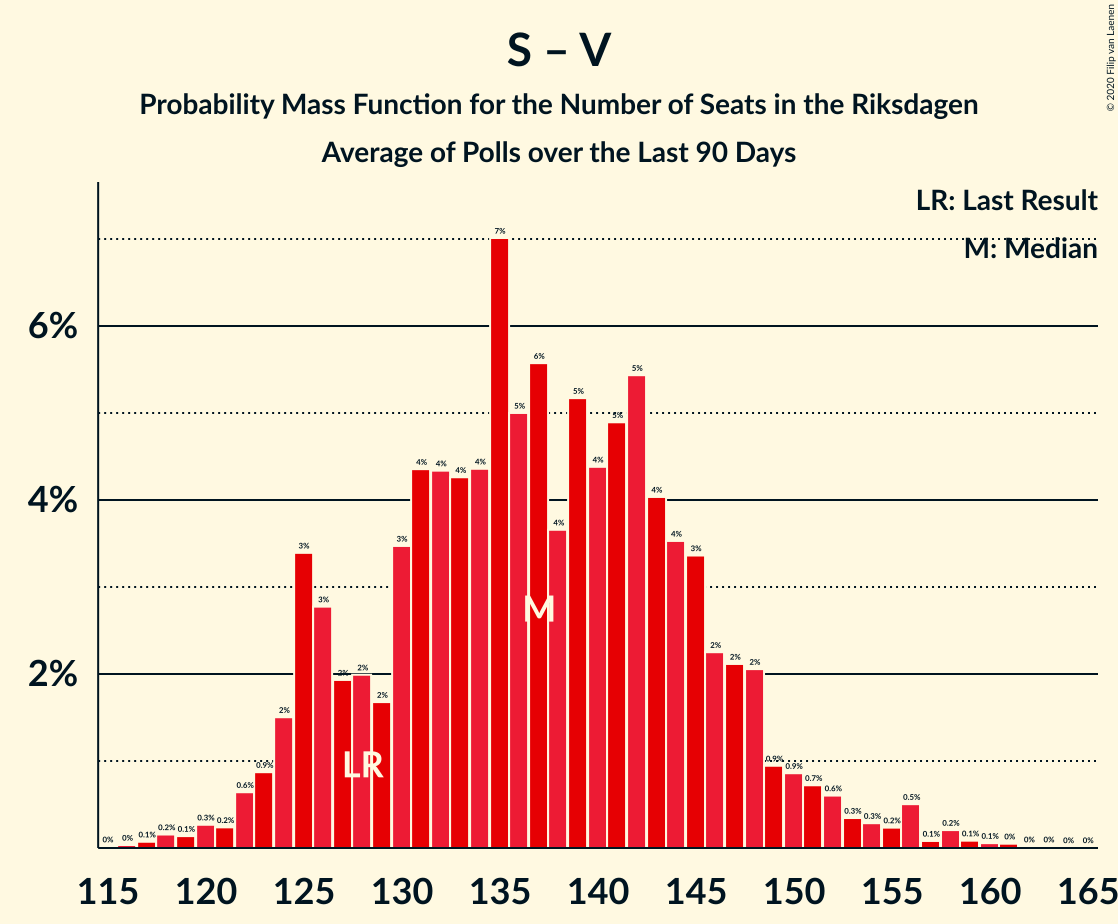 © 2020 Filip van Laenen
S – V
Probability Mass Function for the Number of Seats in the Riksdagen
Average of Polls over the Last 90 Days
LR: Last Result
M: Median
6%
4%
2%
0% 0% 0.1% 0.2% 0.1% 0.3% 0.2% 0.6% 0.9% 2% 3% 3% 2% 2% 2% 3% 4% 4% 4% 4% 7% 5% 6% 4% 5% 4% 5% 5% 4% 4% 3% 2% 2% 2% 0.9% 0.9% 0.7% 0.6% 0.3% 0.3% 0.2% 0.5% 0.1% 0.2% 0.1% 0.1% 0% 0% 0% 0% 0%
M
LR
115 120 125 130 135 140 145 150 155 160 165